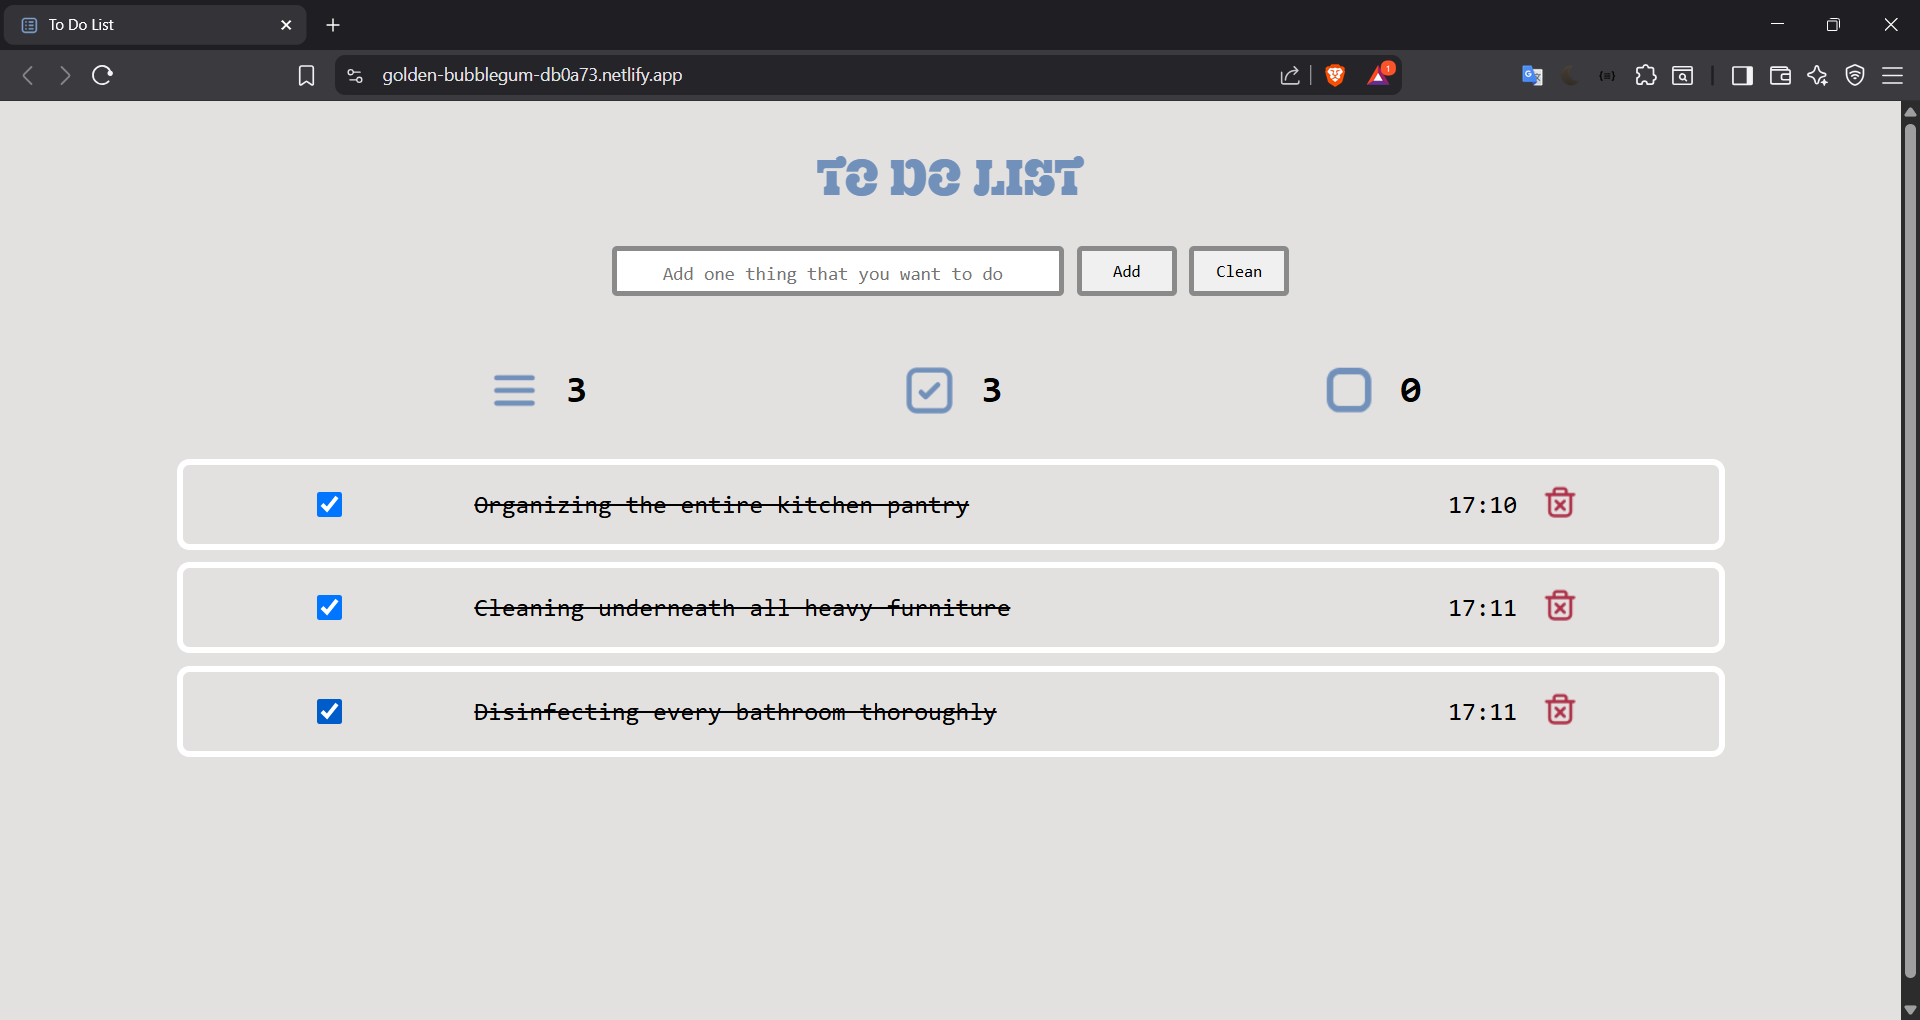 To Do List
golden-bubblegum-db0a73.netlify.app
1
TO DO LIST
Add one thing that you want to do
Add
Clean
3
3
0
Organizing the entire kitchen pantry
17:10
Cleaning underneath all heavy furniture
17:11
Disinfecting every bathroom thoroughly
17:11